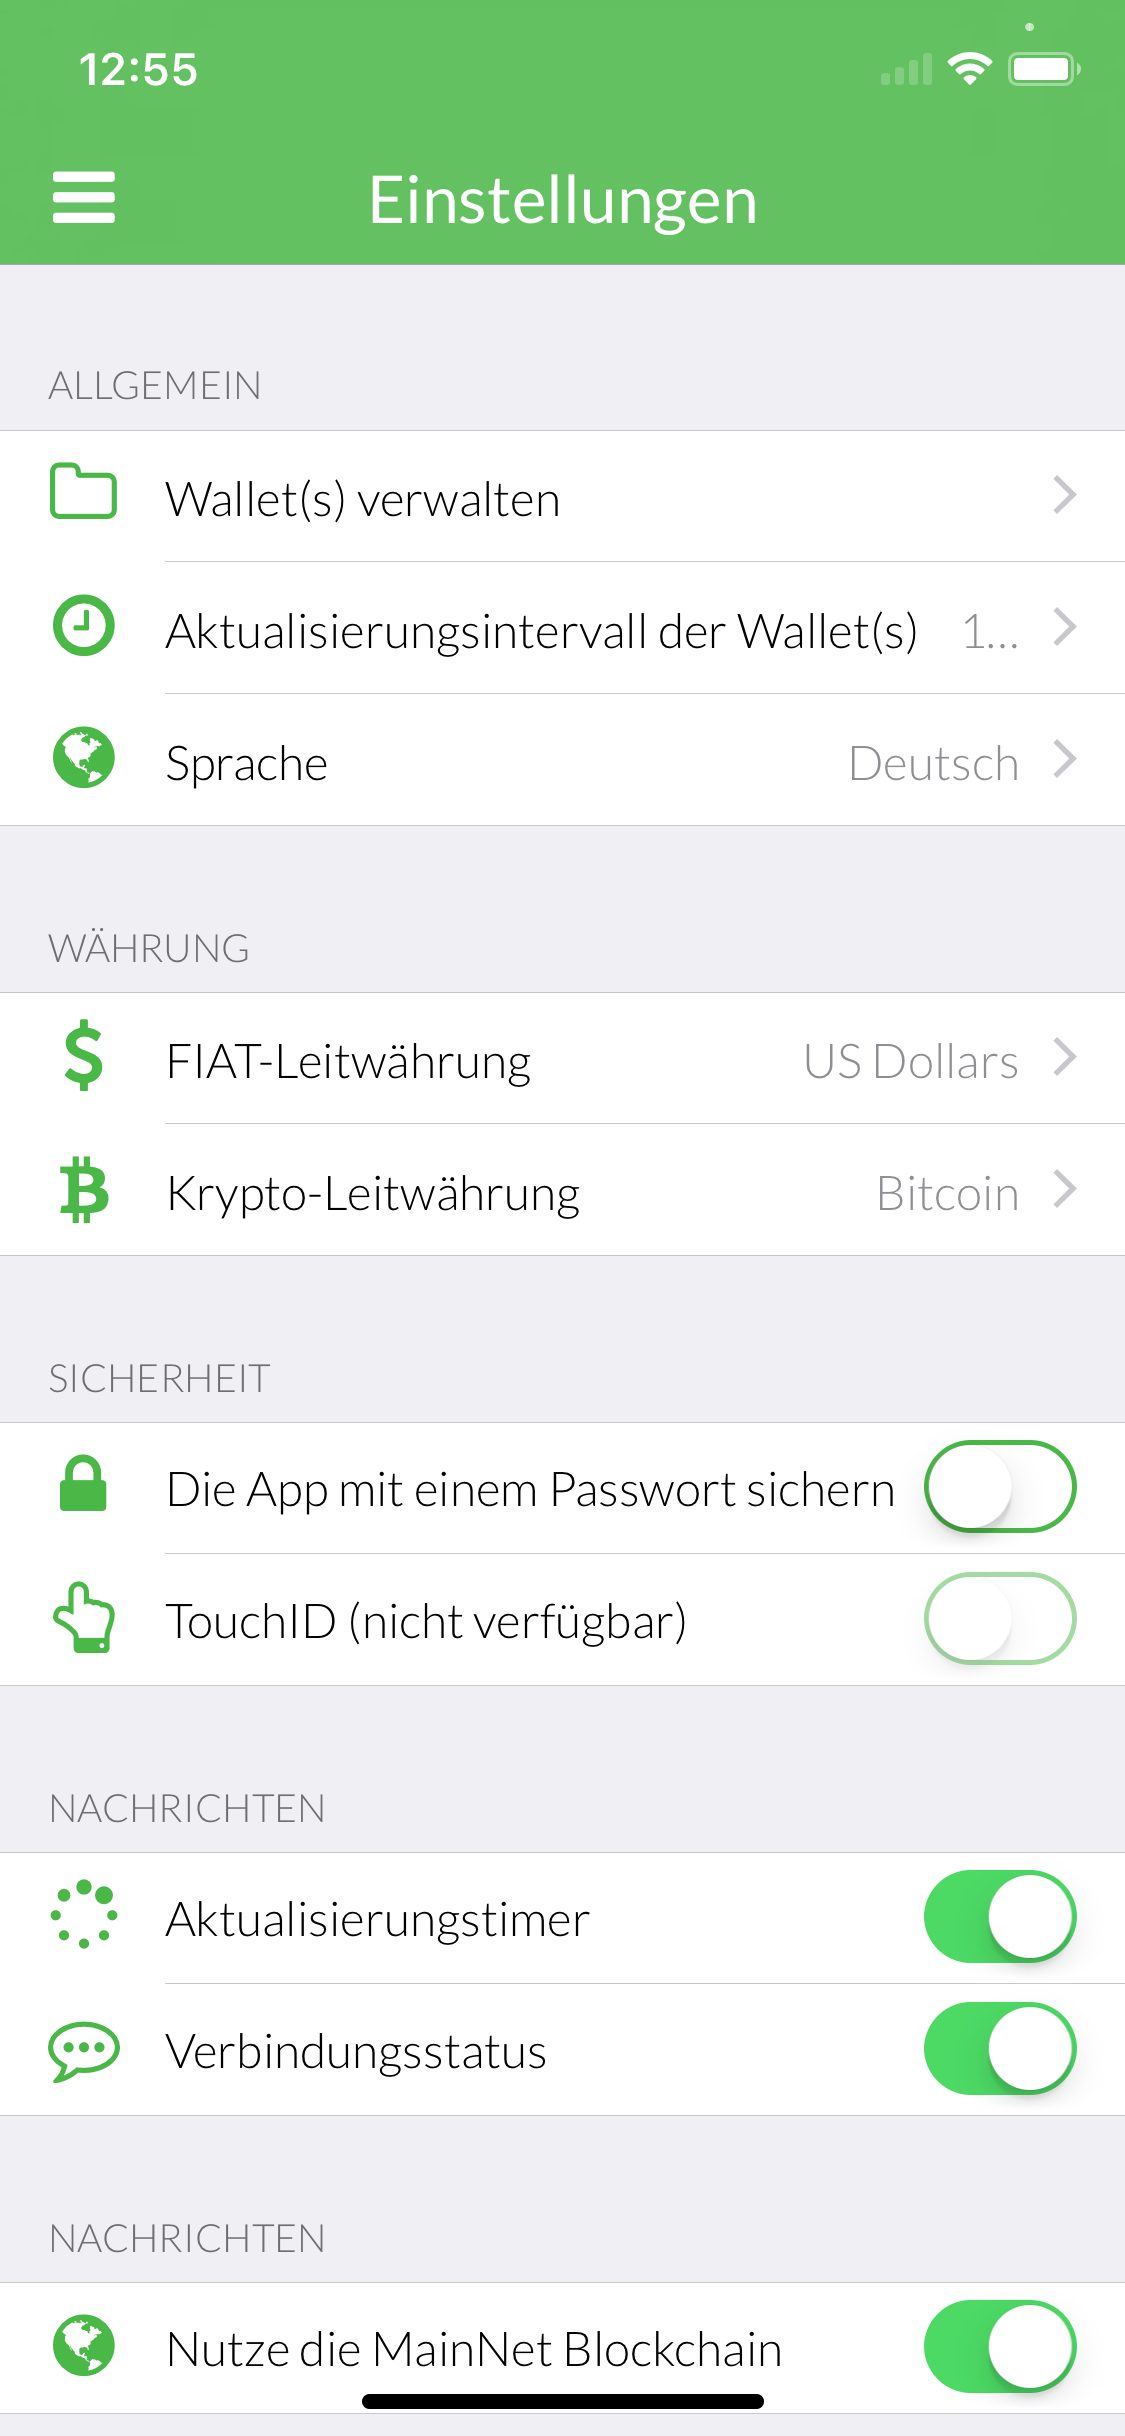 12:55
Einstellungen
ALLGEMEIN
Wallet(s) verwalten
Aktualisierungsintervall der Wallet(s) 1...
Sprache Deutsch
WÄHRUNG
FIAT-Leitwährung US Dollars
Krypto-Leitwährung Bitcoin
SICHERHEIT
Die App mit einem Passwort sichern
TouchID (nicht verfügbar)
NACHRICHTEN
Aktualisierungstimer
Verbindungsstatus
NACHRICHTEN
Nutze die MainNet Blockchain